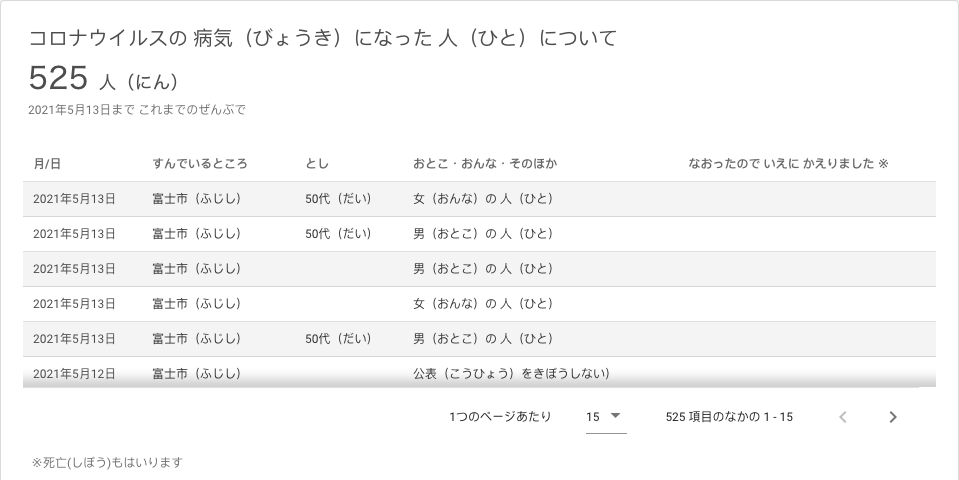 コロナウイルスの 病気（びょうき）になった 人（ひと）について
525 人（にん）
2021年5月13日まで これまでのぜんぶで
月/日 すんでいるところ とし おとこ・おんな・そのほか なおったので いえに かえりました ※
2021年5月13日 富士市（ふじし） 50代（だい） 女（おんな）の 人（ひと）
2021年5月13日 富士市（ふじし） 50代（だい） 男（おとこ）の 人（ひと）
2021年5月13日 富士市（ふじし） 男（おとこ）の 人（ひと）
2021年5月13日 富士市（ふじし） 女（おんな）の 人（ひと）
2021年5月13日 富士市（ふじし） 50代（だい） 男（おとこ）の 人（ひと）
2021年5月12日 富士市（ふじし） 公表（こうひょう）をきぼうしない)
1つのページあたり 15 525 項目のなかの 1 - 15
※死亡(しぼう)もはいります